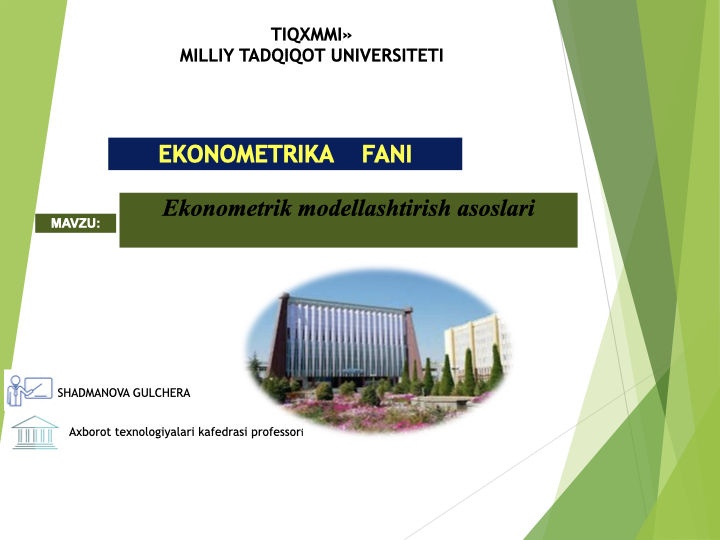 TIQXMMI»
MILLIY TADQIQOT UNIVERSITETI
EKONOMETRIKA FANI
MAVZU:
Ekonometrik modellashtirish asoslari
SHADMANOVA GULCHERA
Axborot texnologiyalari kafedrasi professori